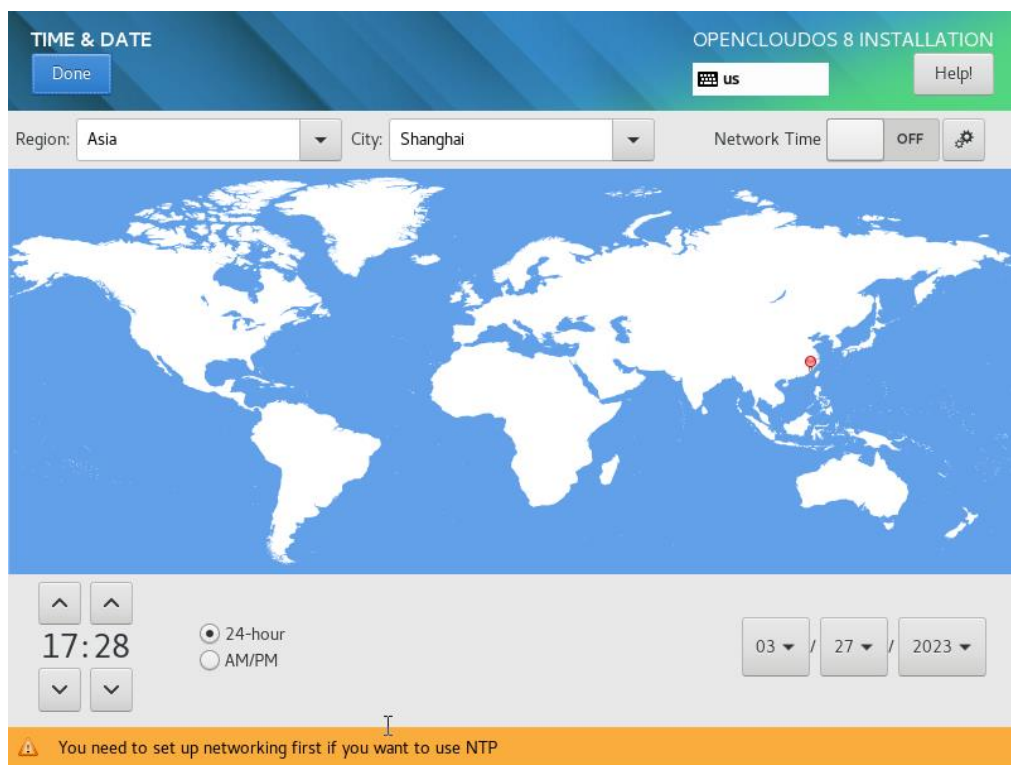 TIME & DATE
OPENCLOUDOS 8 INSTALLATION
Done
us
Help!
Region: Asia City: Shanghai Network Time OFF
17:28
24-hour
AM/PM
03 / 27 / 2023
You need to set up networking first if you want to use NTP